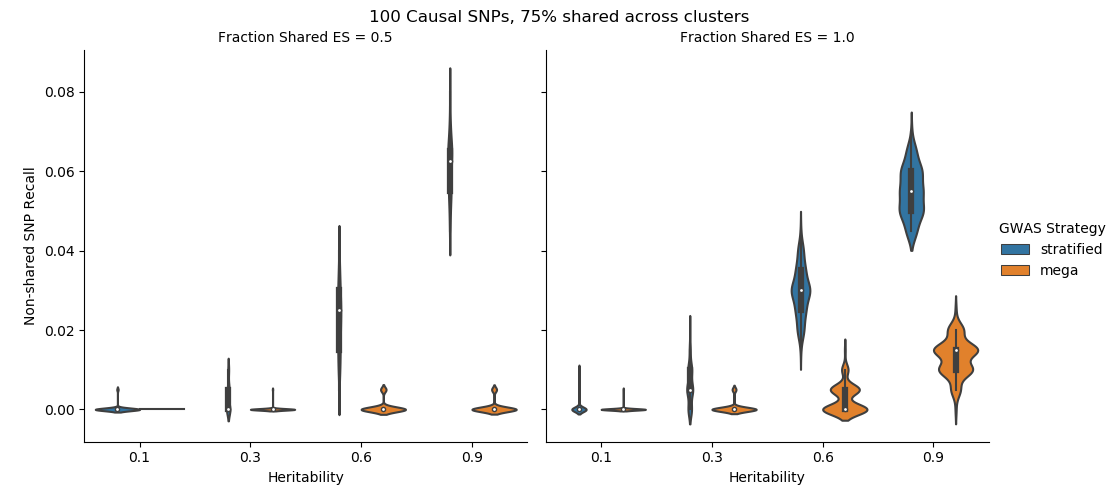 100 Causal SNPs, 75% shared across clusters
Fraction Shared ES = 0.5
Fraction Shared ES = 1.0
Non-shared SNP Recall
0.08
0.06
0.04
0.02
0.00
0.1 0.3 0.6 0.9
0.1 0.3 0.6 0.9
Heritability
Heritability
GWAS Strategy
stratified
mega